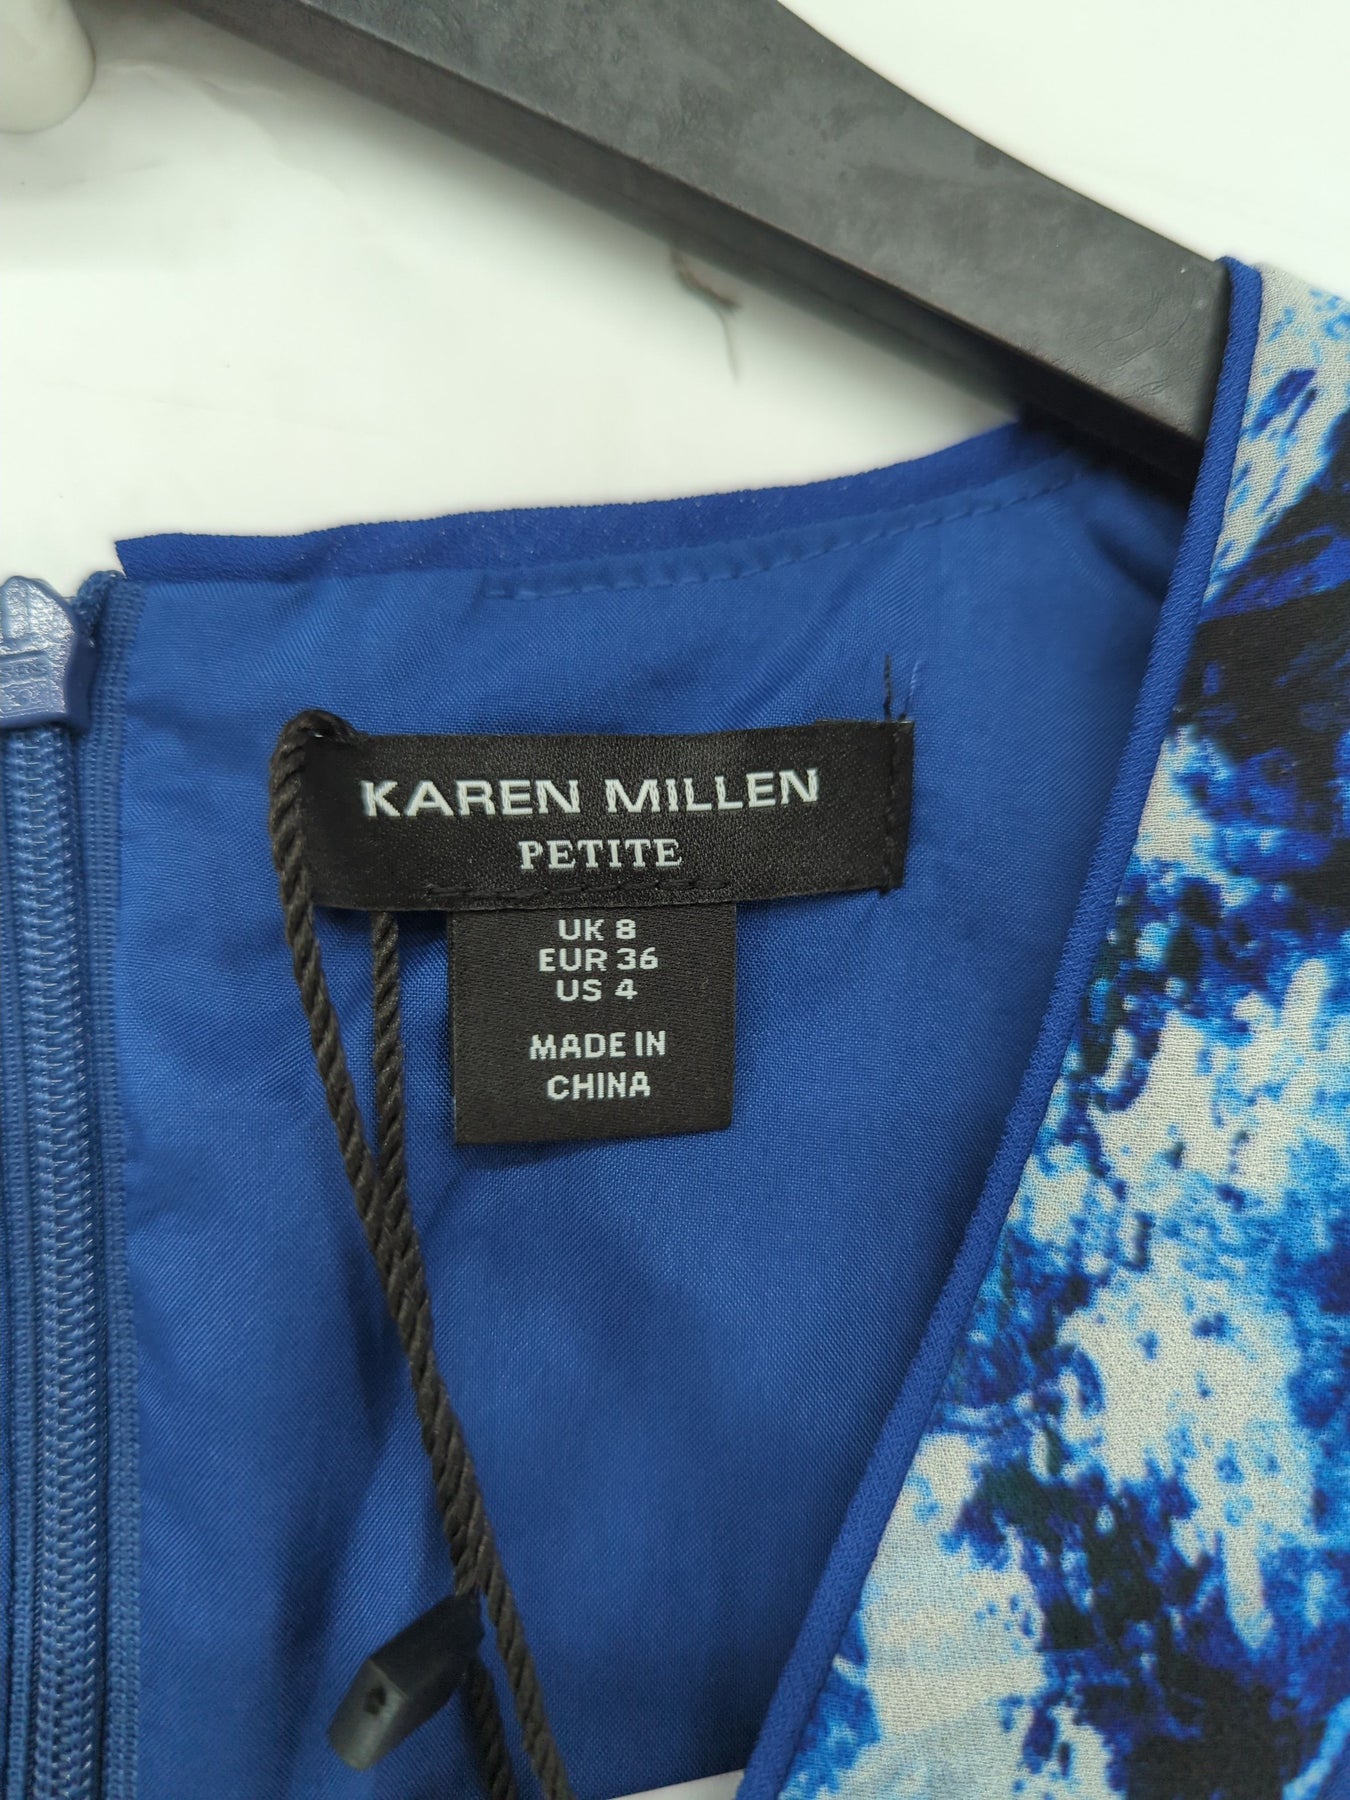 KAREN MILLEN
PETITE
UK 8
EUR 36
US 4
MADE IN
CHINA